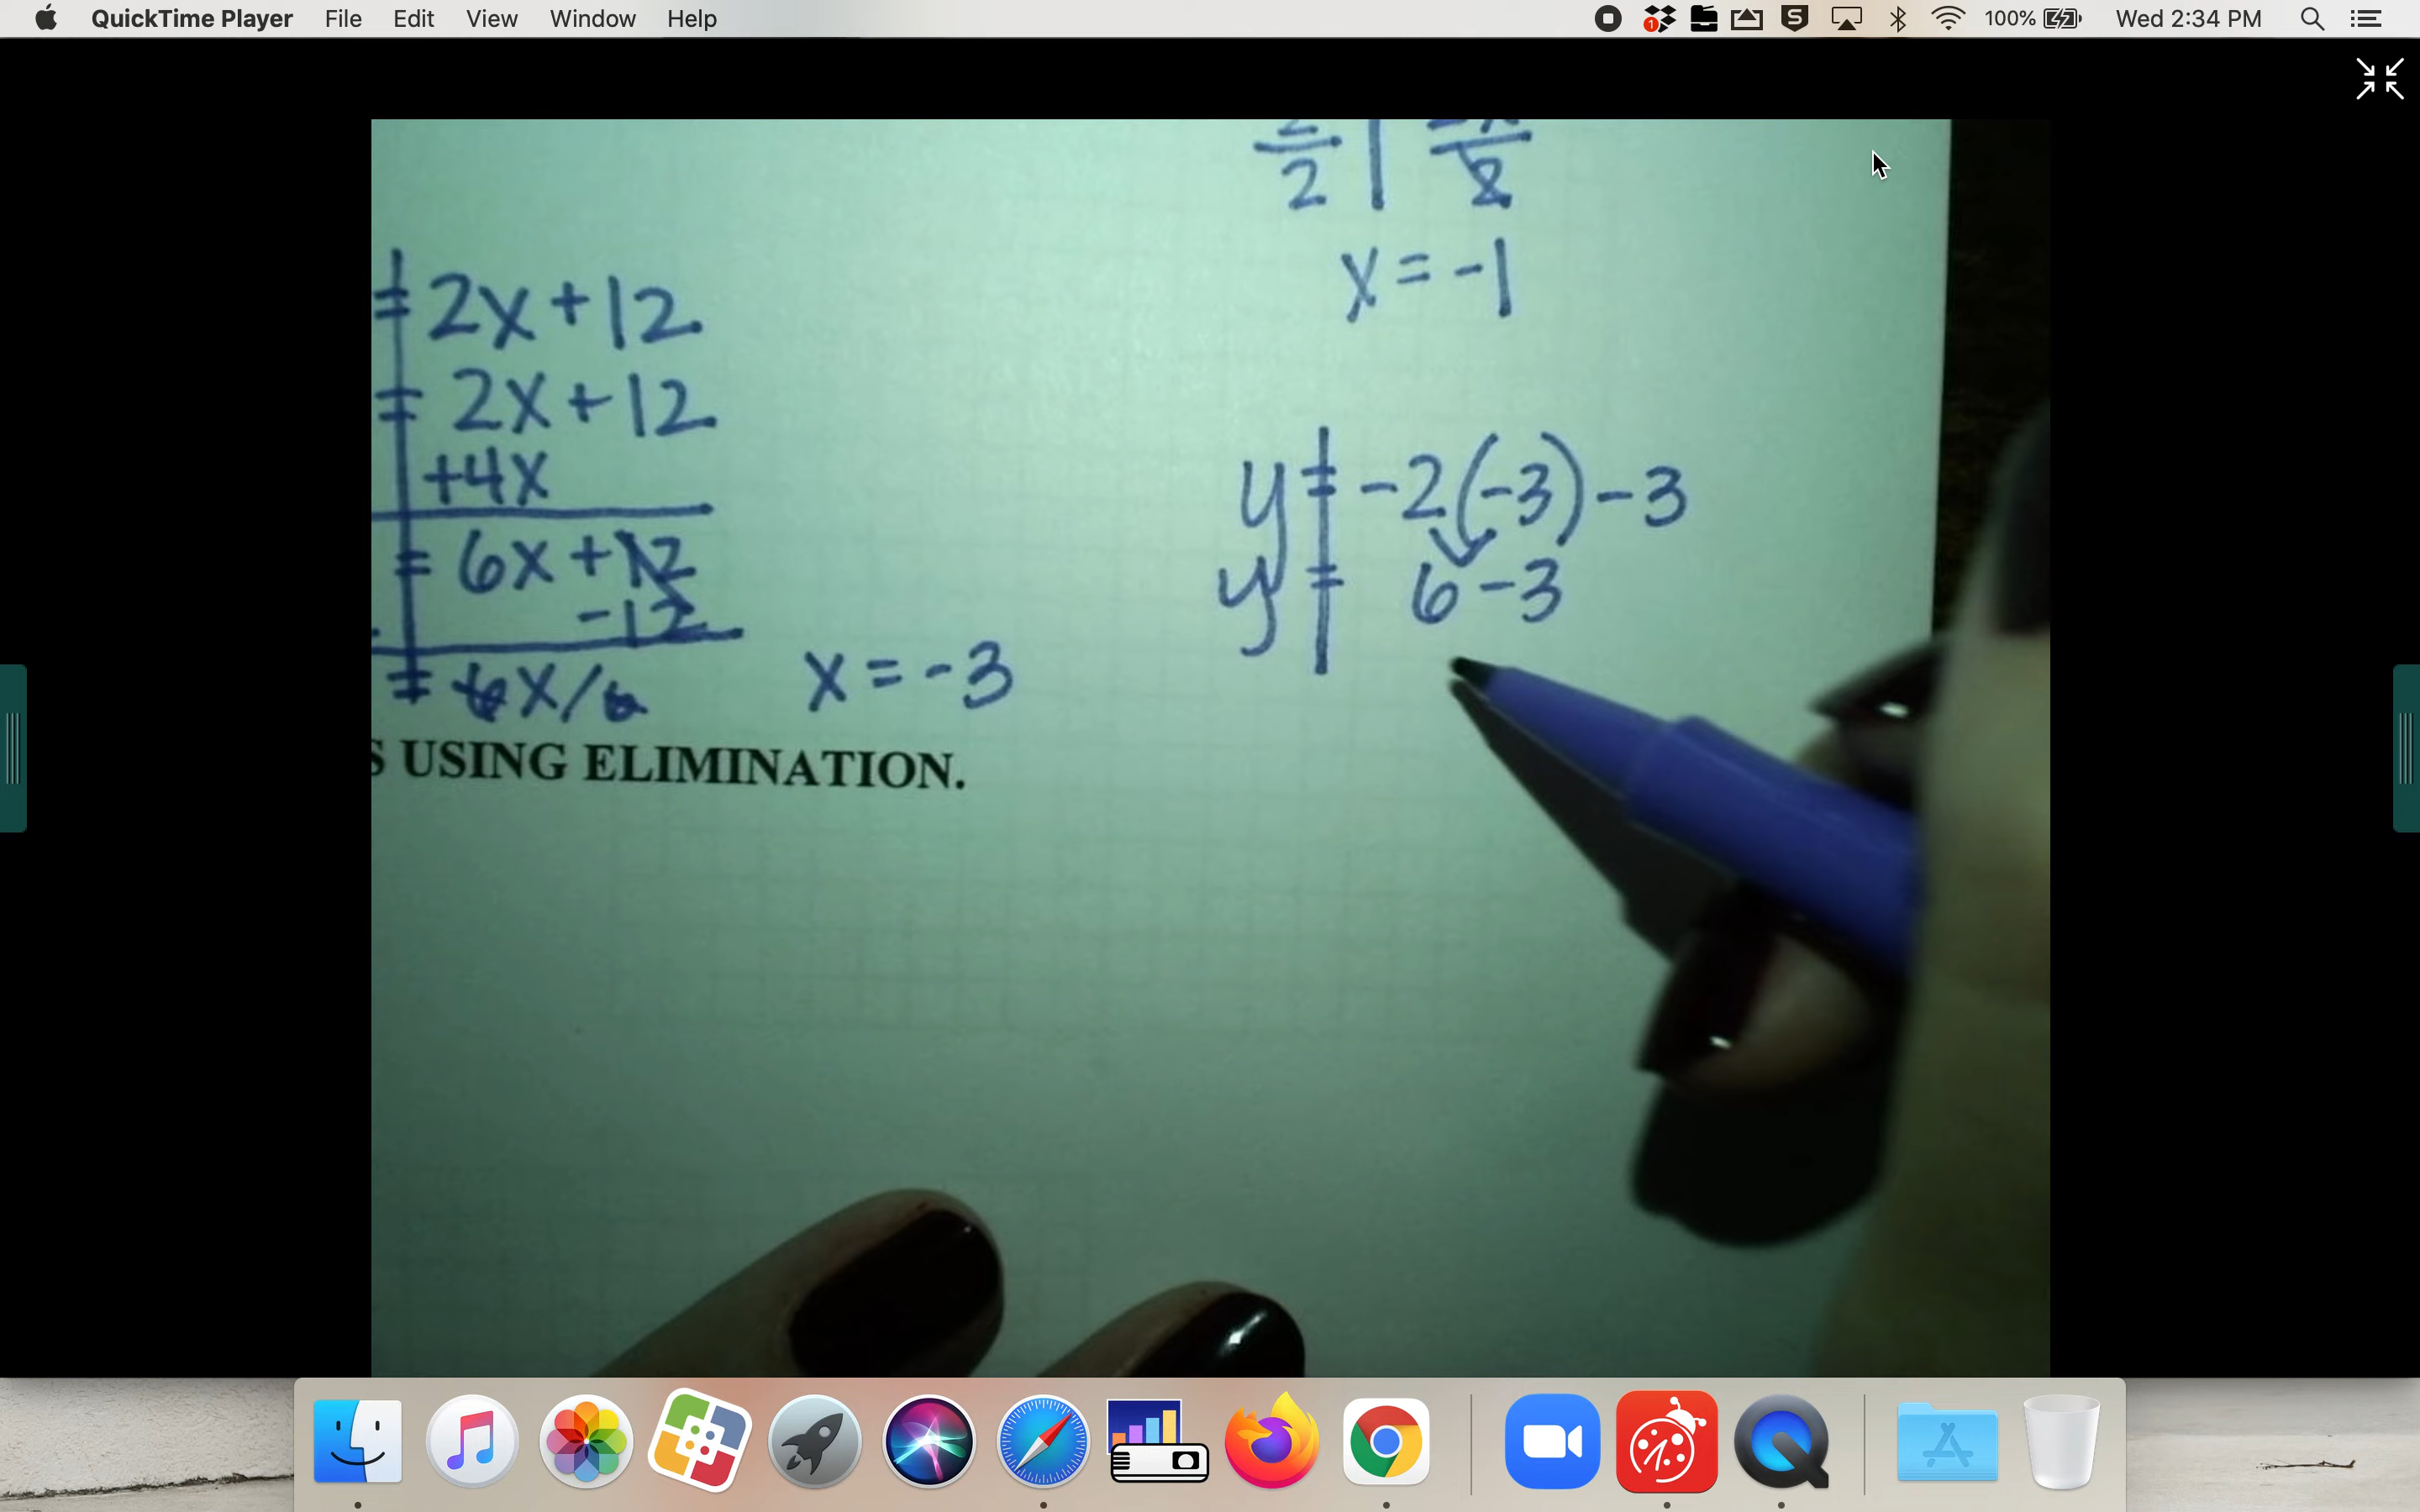 QuickTime Player File Edit View Window Help
1 S 100% Wed 2:34 PM
2
x = -1
= 2x + 12
= 2x + 12
+4x
= 6x + 12
- 12
= 6x/6
x = -3
y = -2(-3) - 3
y = 6 - 3
S USING ELIMINATION.